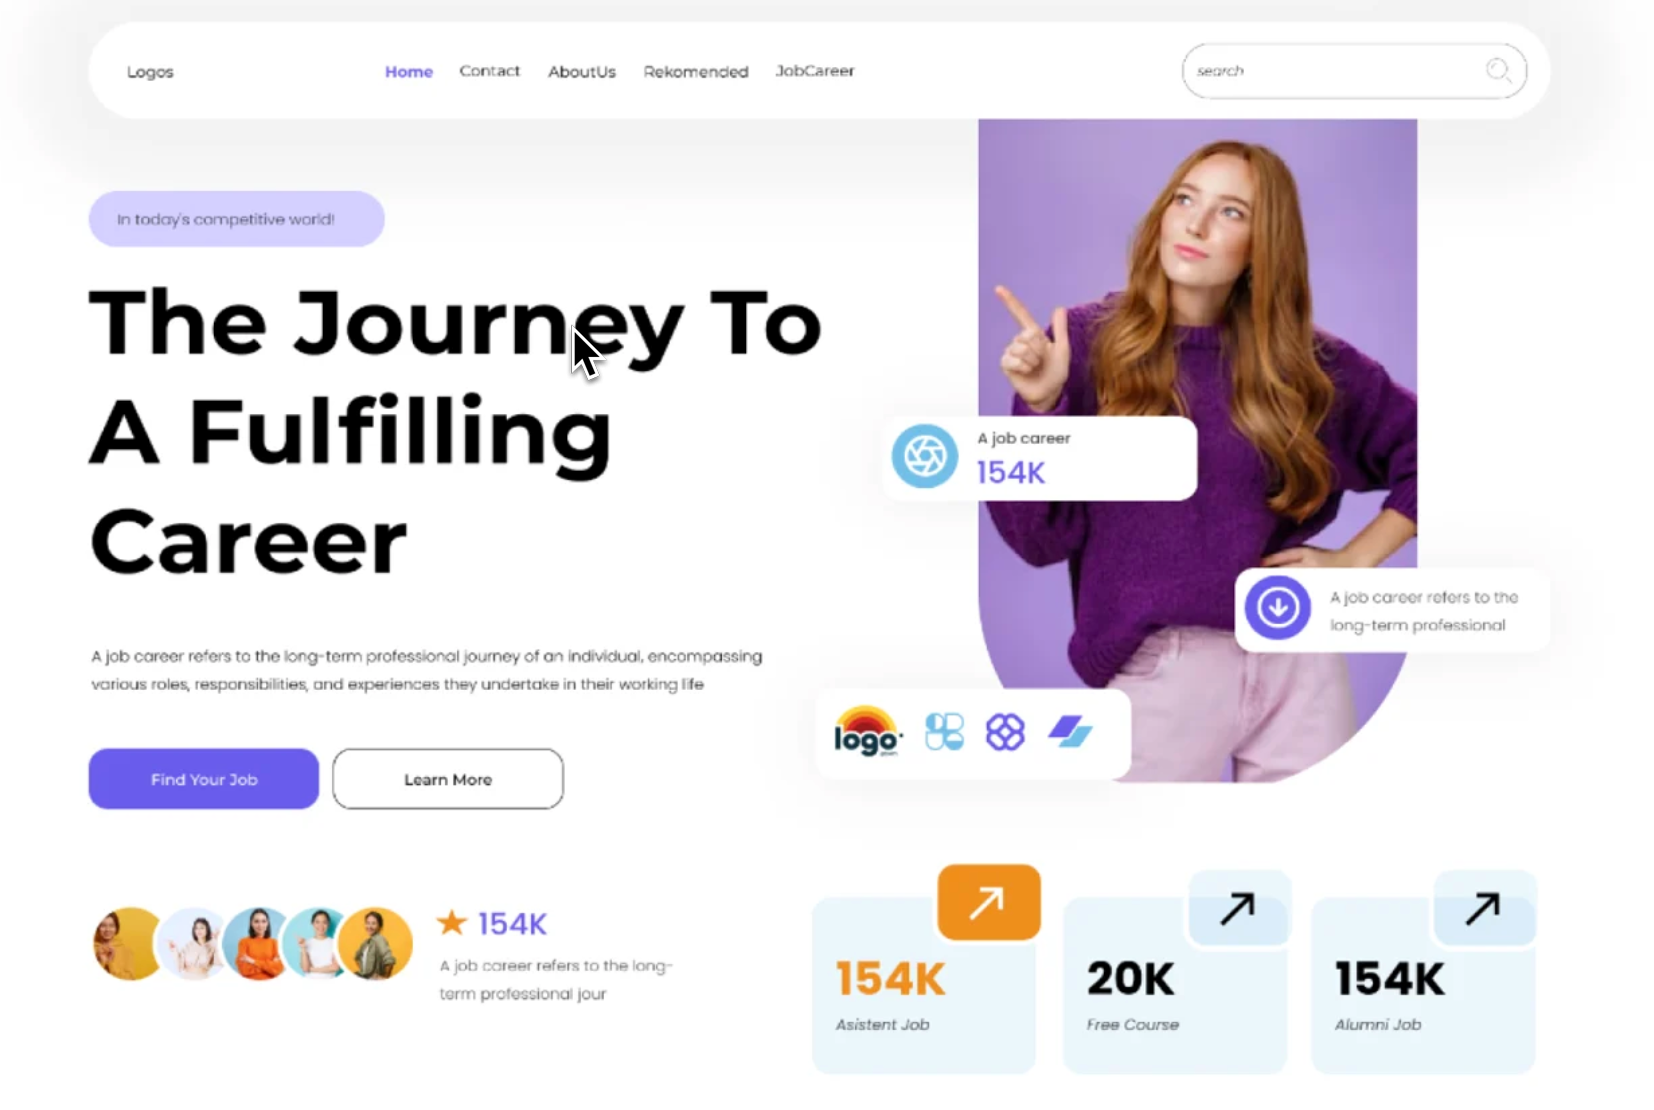 Logos
Home Contact AboutUs Rekomended JobCareer
search
In today's competitive world!
The Journey To
A Fulfilling
Career
A job career refers to the long-term professional journey of an individual, encompassing
various roles, responsibilities, and experiences they undertake in their working life
Find Your Job
Learn More
154K
A job career refers to the long-
term professional jour
A job career
154K
A job career refers to the
long-term professional
logo
154K
Asistent Job
20K
Free Course
154K
Alumni Job